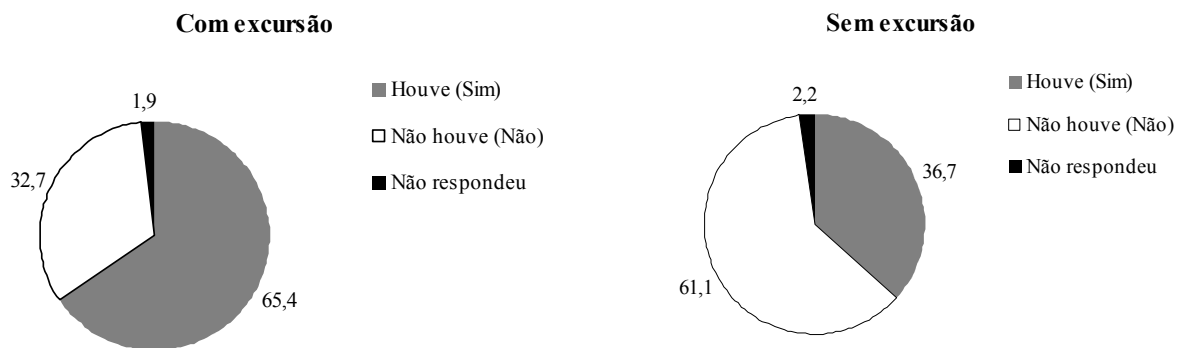 Com excursão
1,9
32,7
65,4
Houve (Sim)
Não houve (Não)
Não respondeu
Sem excursão
2,2
36,7
61,1
Houve (Sim)
Não houve (Não)
Não respondeu